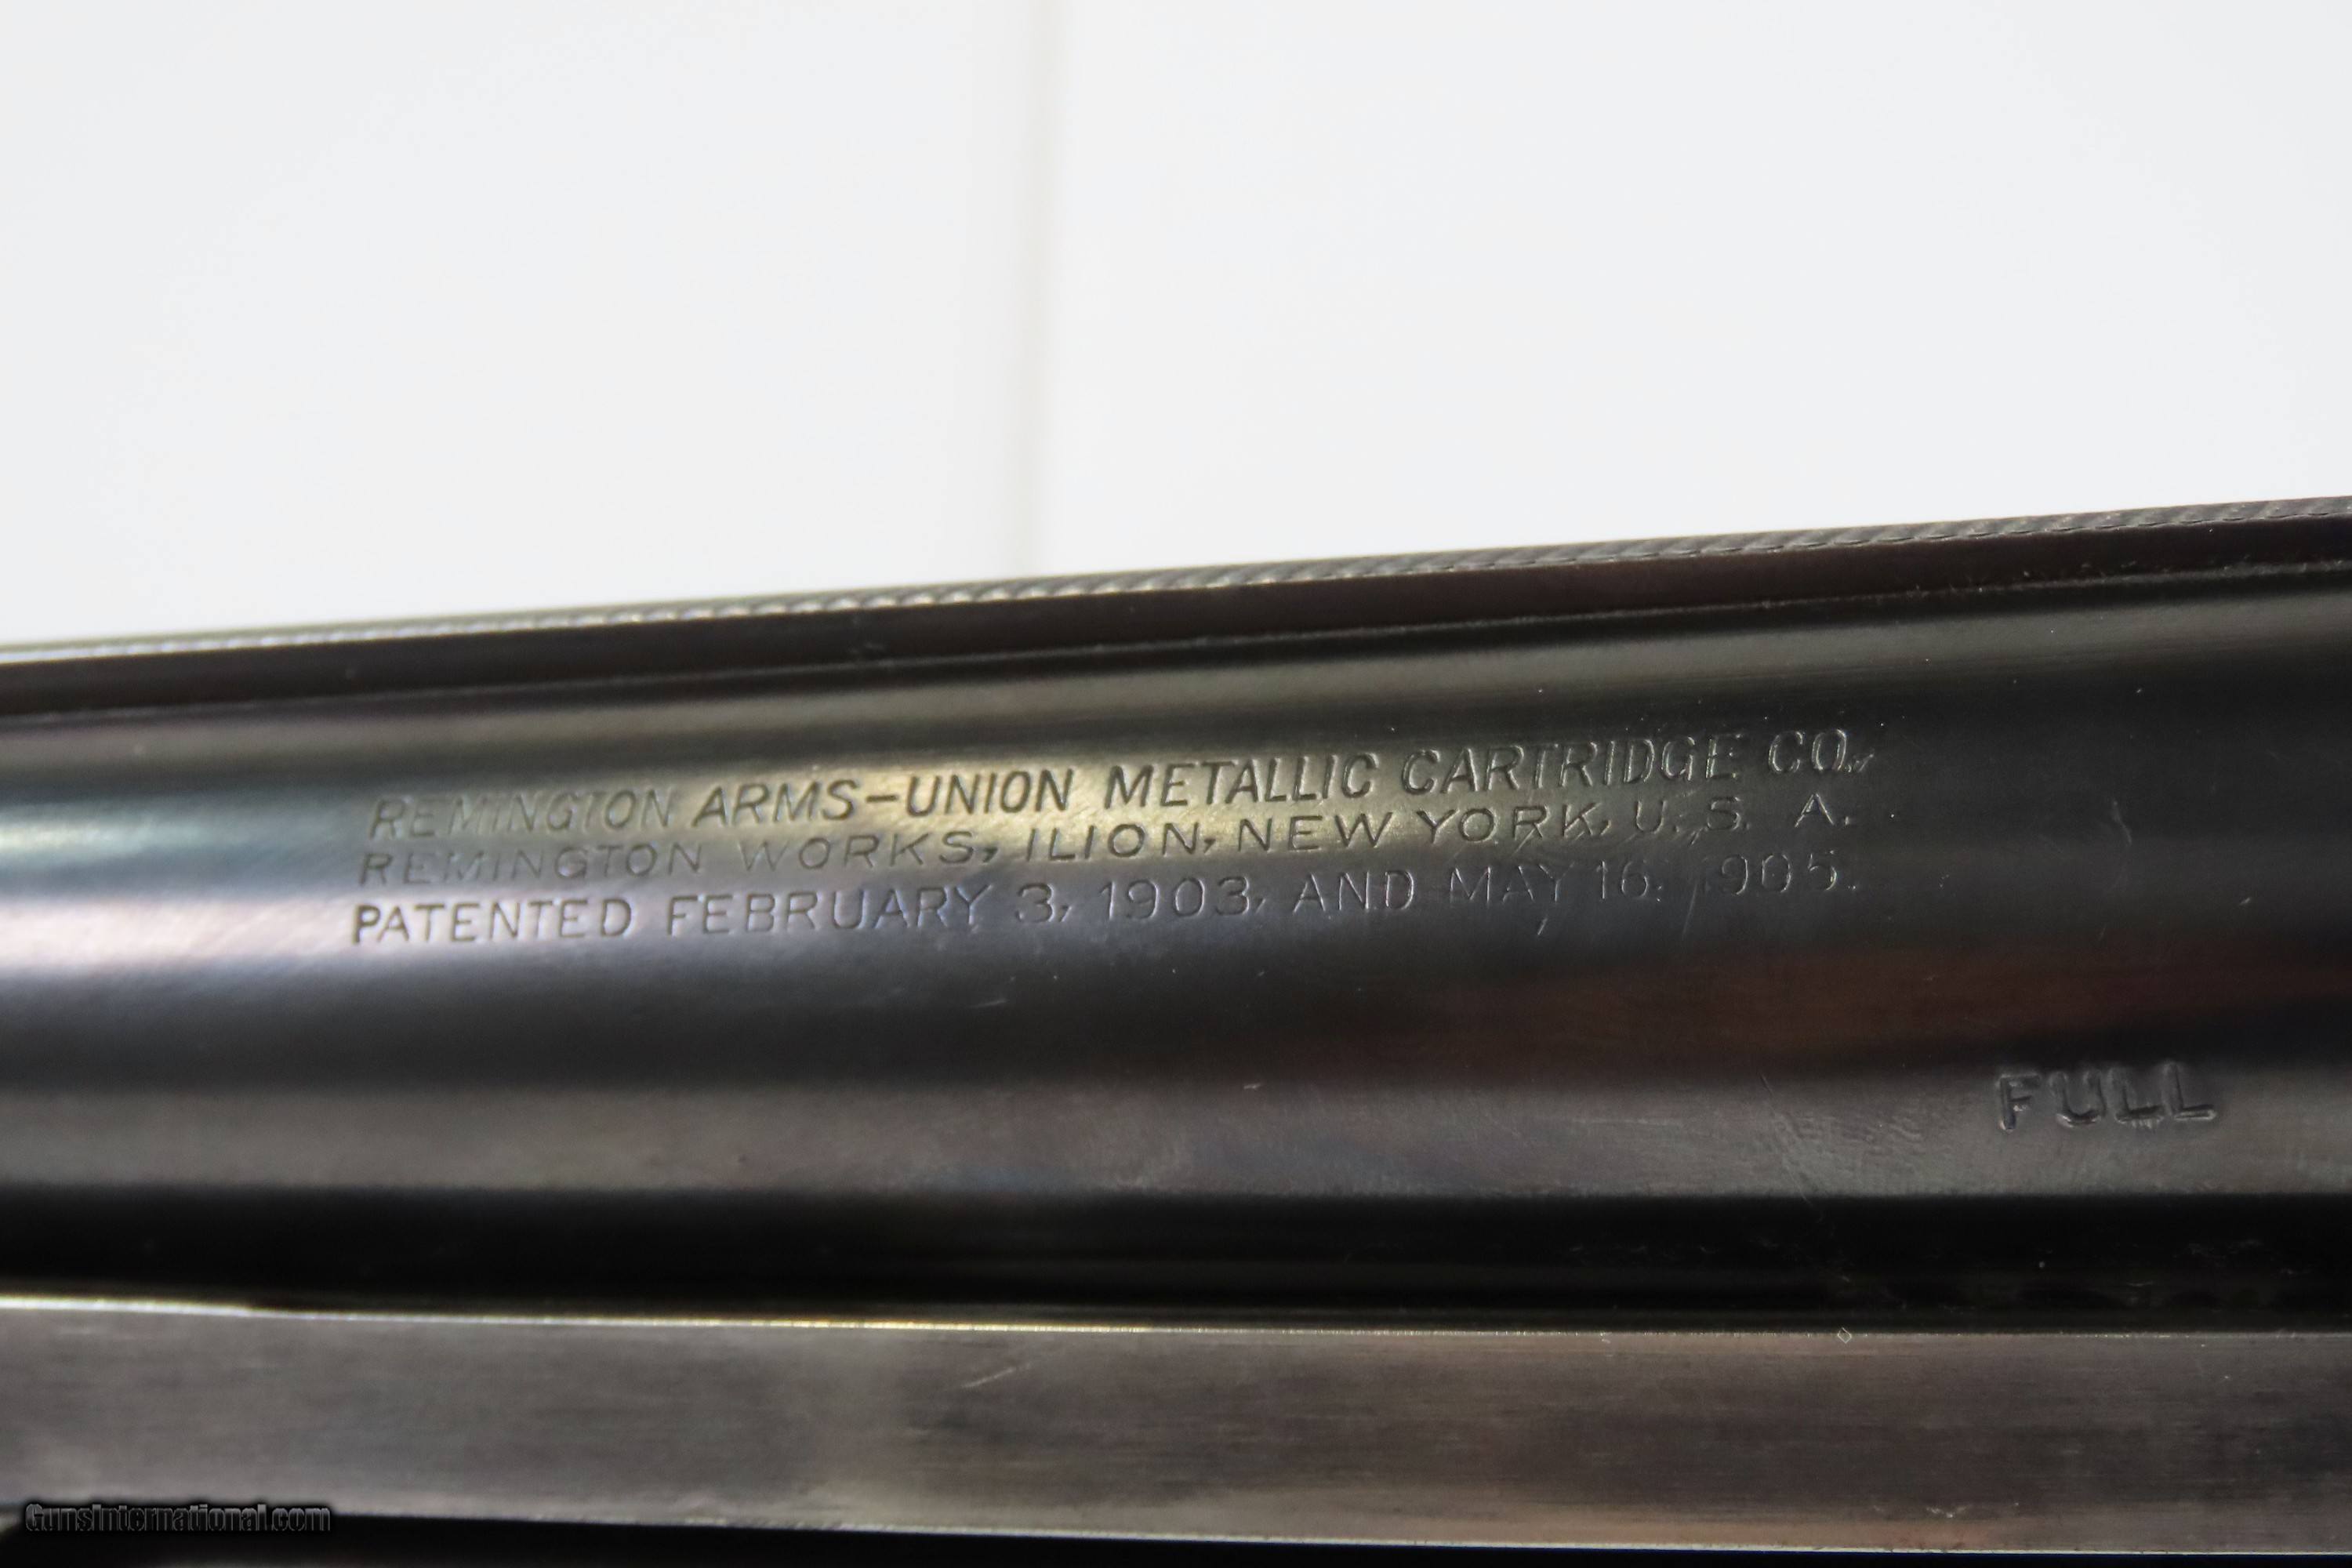 REMINGTON ARMS-UNION METALLIC CARTRIDGE CO.
REMINGTON WORKS, ILION, NEW YORK, U. S. A.
PATENTED FEBRUARY 3, 1903, AND MAY 16, 1905.
FULL
GunsInternational.com